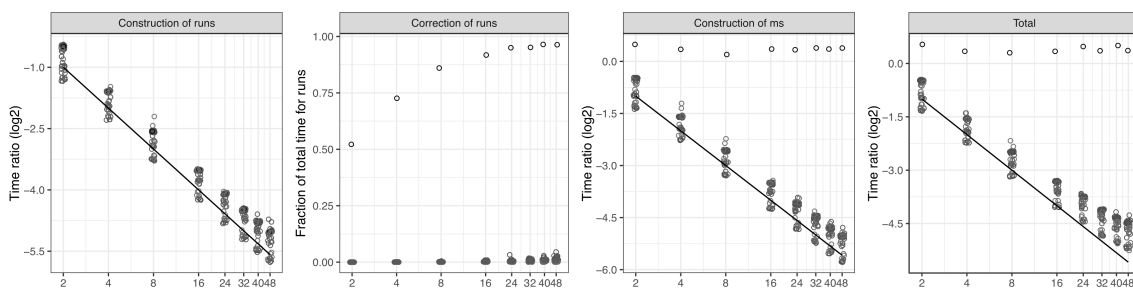 Construction of runs
Time ratio (log2)
−1.0
−2.5
−4.0
−5.5
2 4 8 16 24 32 40 48
Correction of runs
Fraction of total time for runs
1.00
0.75
0.50
0.25
0.00
2 4 8 16 24 32 40 48
Construction of ms
Time ratio (log2)
0.0
−1.5
−3.0
−4.5
−6.0
2 4 8 16 24 32 40 48
Total
Time ratio (log2)
0.0
−1.5
−3.0
−4.5
2 4 8 16 24 32 40 48